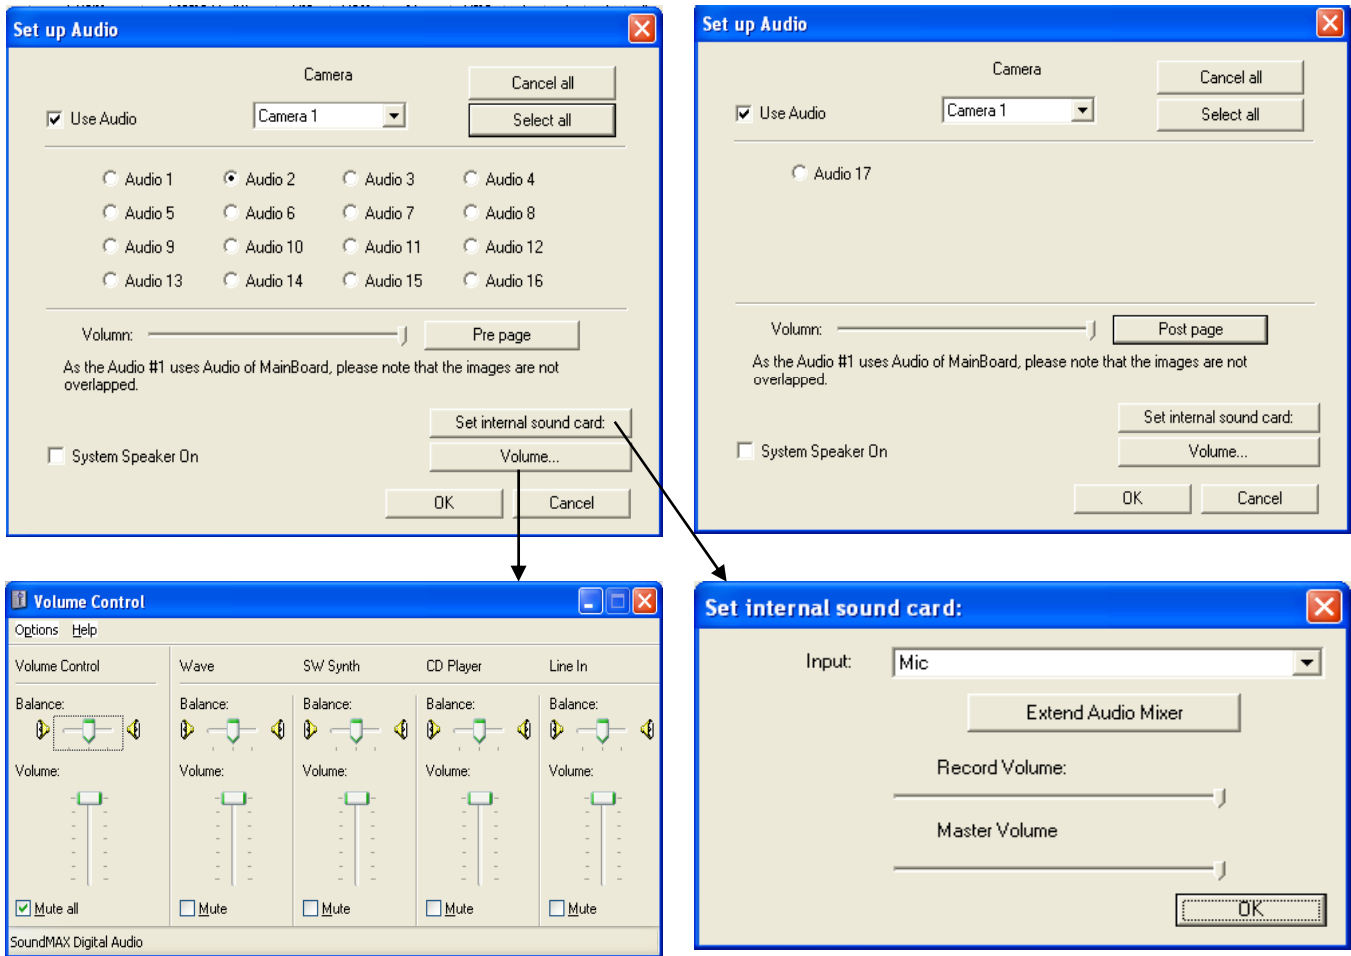 Set up Audio
Camera
Cancel all
Use Audio
Camera 1
Select all
Audio 1 Audio 2 Audio 3 Audio 4
Audio 5 Audio 6 Audio 7 Audio 8
Audio 9 Audio 10 Audio 11 Audio 12
Audio 13 Audio 14 Audio 15 Audio 16
Volumn:
Pre page
As the Audio #1 uses Audio of MainBoard, please note that the images are not
overlapped.
Set internal sound card:
System Speaker On
Volume...
OK Cancel
Set up Audio
Camera
Cancel all
Use Audio
Camera 1
Select all
Audio 17
Volumn:
Post page
As the Audio #1 uses Audio of MainBoard, please note that the images are not
overlapped.
Set internal sound card:
System Speaker On
Volume...
OK Cancel
Volume Control
Options Help
Volume Control Wave SW Synth CD Player Line In
Balance: Balance: Balance: Balance: Balance:
Volume: Volume: Volume: Volume: Volume:
Mute all Mute Mute Mute Mute
SoundMAX Digital Audio
Set internal sound card:
Input: Mic
Extend Audio Mixer
Record Volume:
Master Volume
OK